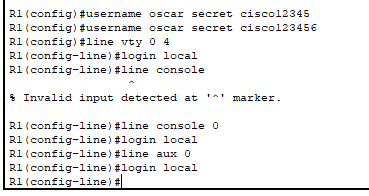 R1(config)#username oscar secret cisco12345
R1(config)#username oscar secret cisco123456
R1(config)#line vty 0 4
R1(config-line)#login local
R1(config-line)#line console
^
% Invalid input detected at '^' marker.
R1(config-line)#line console 0
R1(config-line)#login local
R1(config-line)#line aux 0
R1(config-line)#login local
R1(config-line)#